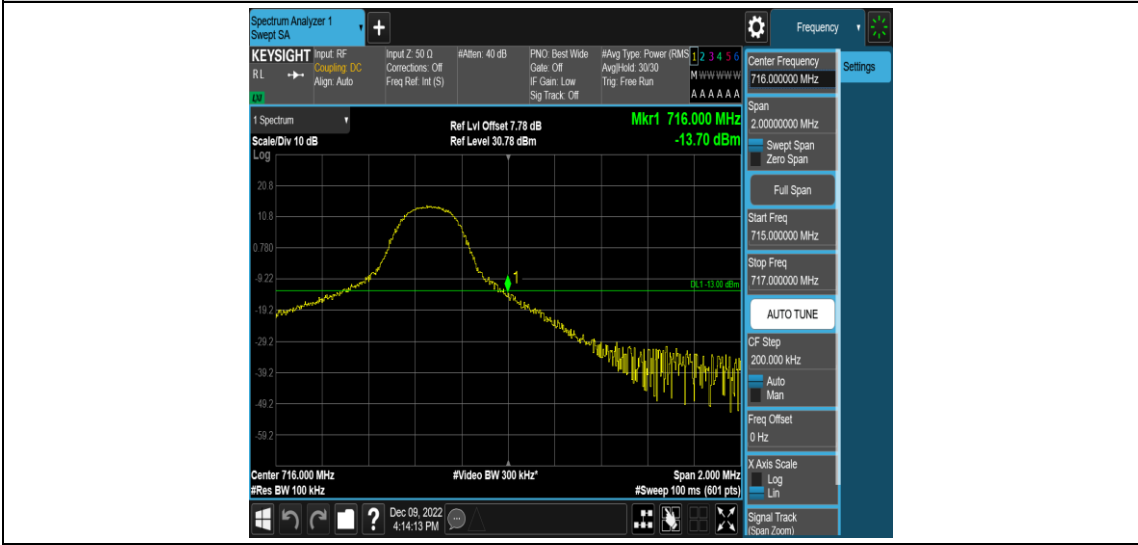 Spectrum Analyzer 1
Swept SA
+
Frequency
KEYSIGHT
RL
LM
Input: RF
Coupling: DC
Align: Auto
Input Z: 50 Ω
Corrections: Off
Freq Ref: Int (S)
#Atten: 40 dB
PNO: Best Wide
Gate: Off
IF Gain: Low
Sig Track: Off
#Avg Type: Power (RMS
Avg|Hold: 30/30
Trig: Free Run
1 2 3 4 5 6
M W W W W W
A A A A A A
1 Spectrum
Scale/Div 10 dB
Log
Ref Lvl Offset 7.78 dB
Ref Level 30.78 dBm
Mkr1 716.000 MHz
-13.70 dBm
20.8
10.8
0.780
-9.22
-19.2
-29.2
-39.2
-49.2
-59.2
1
DL1 -13.00 dBm
Center 716.000 MHz
#Res BW 100 kHz
#Video BW 300 kHz*
Span 2.000 MHz
#Sweep 100 ms (601 pts)
Center Frequency
716.000000 MHz
Settings
Span
2.00000000 MHz
Swept Span
Zero Span
Full Span
Start Freq
715.000000 MHz
Stop Freq
717.000000 MHz
AUTO TUNE
CF Step
200.000 kHz
Auto
Man
Freq Offset
0 Hz
X Axis Scale
Log
Lin
Signal Track
(Span Zoom)
?
Dec 09, 2022
4:14:13 PM